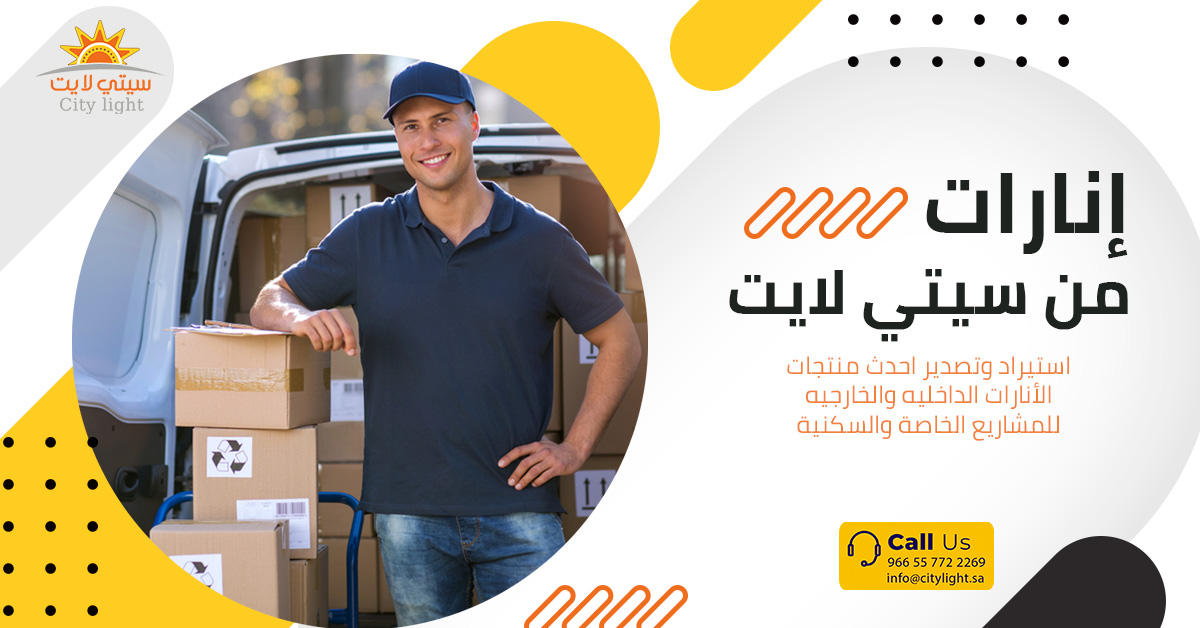 سيتي لايت
City light
إنارات
من سيتي لايت
استيراد وتصدير احدث منتجات
الأنارات الداخليه والخارجيه
للمشاريع الخاصة والسكنية
Call Us
966 55 772 2269
info@citylight.sa